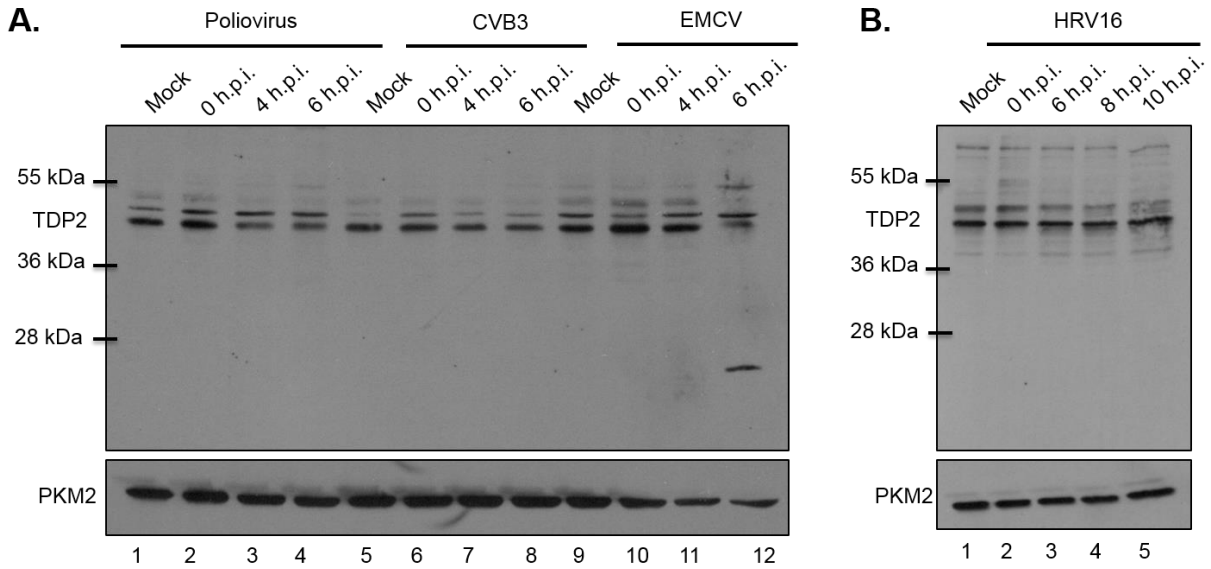 A.
Poliovirus CVB3 EMCV
Mock 0 h.p.i. 4 h.p.i. 6 h.p.i. Mock 0 h.p.i. 4 h.p.i. 6 h.p.i. Mock 0 h.p.i. 4 h.p.i. 6 h.p.i.
55 kDa
TDP2
36 kDa
28 kDa
PKM2
1 2 3 4 5 6 7 8 9 10 11 12
B.
HRV16
Mock 0 h.p.i. 6 h.p.i. 8 h.p.i. 10 h.p.i.
55 kDa
TDP2
36 kDa
28 kDa
PKM2
1 2 3 4 5